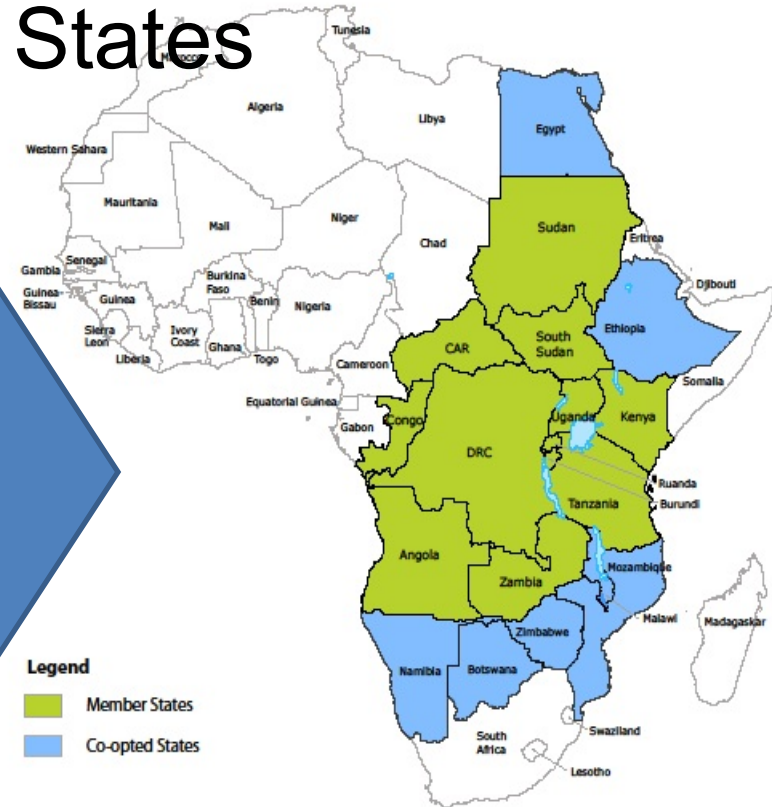 States
Tunesia
Morocco
Algeria
Libya
Egypt
Western Sahara
Mauritania
Mali
Niger
Chad
Sudan
Eritrea
Djibouti
Senegal
Gambia
Guinea-
Bissau
Guinea
Burkina
Faso
Benin
Nigeria
Sierra
Leon
Ivory
Coast
Ghana
Liberia
Togo
Cameroon
CAR
South
Sudan
Ethiopia
Somalia
Equatorial Guinea
Gabon
Congo
DRC
Uganda
Kenya
Ruanda
Burundi
Tanzania
Angola
Zambia
Mozambique
Malawi
Madagaskar
Zimbabwe
Namibia
Botswana
South
Africa
Swaziland
Lesotho
Legend
Member States
Co-opted States